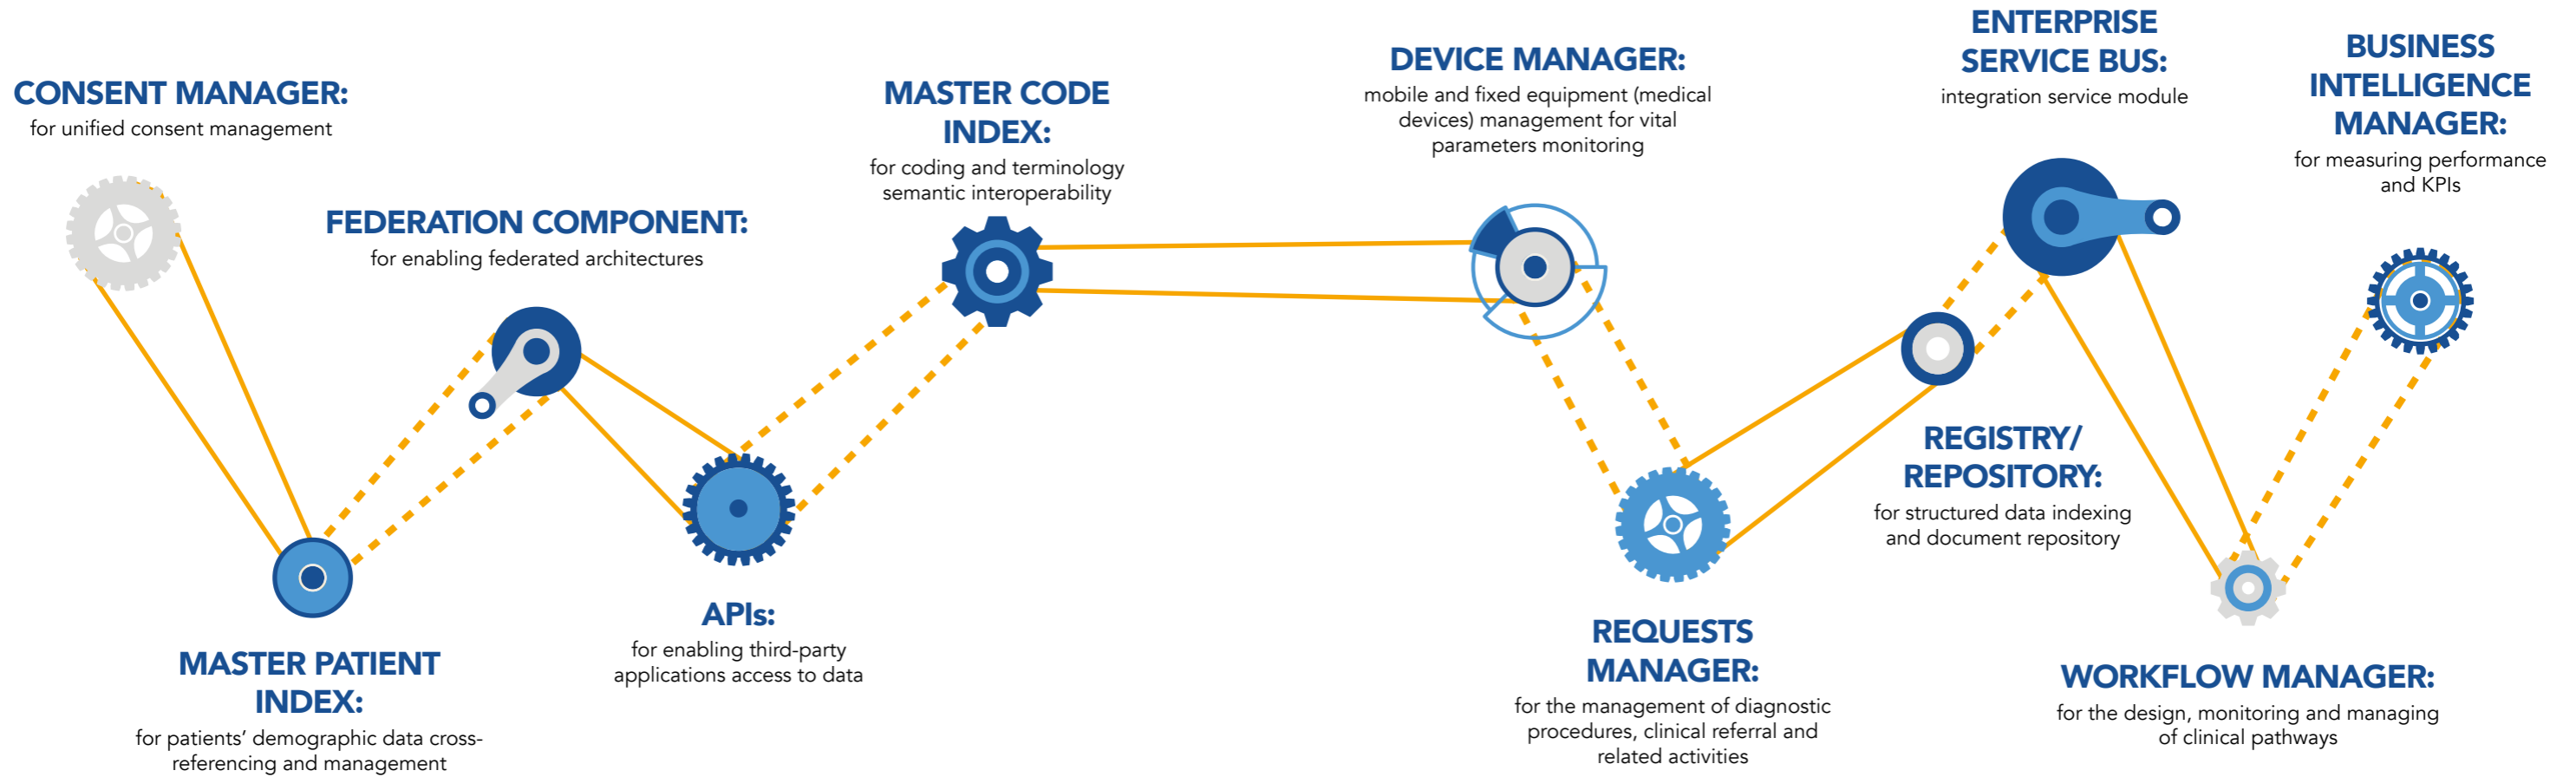 CONSENT MANAGER:
for unified consent management
MASTER PATIENT
INDEX:
for patients’ demographic data cross-
referencing and management
FEDERATION COMPONENT:
for enabling federated architectures
APIs:
for enabling third-party
applications access to data
MASTER CODE
INDEX:
for coding and terminology
semantic interoperability
DEVICE MANAGER:
mobile and fixed equipment (medical
devices) management for vital
parameters monitoring
REQUESTS
MANAGER:
for the management of diagnostic
procedures, clinical referral and
related activities
REGISTRY/
REPOSITORY:
for structured data indexing
and document repository
ENTERPRISE
SERVICE BUS:
integration service module
WORKFLOW MANAGER:
for the design, monitoring and managing
of clinical pathways
BUSINESS
INTELLIGENCE
MANAGER:
for measuring performance
and KPIs